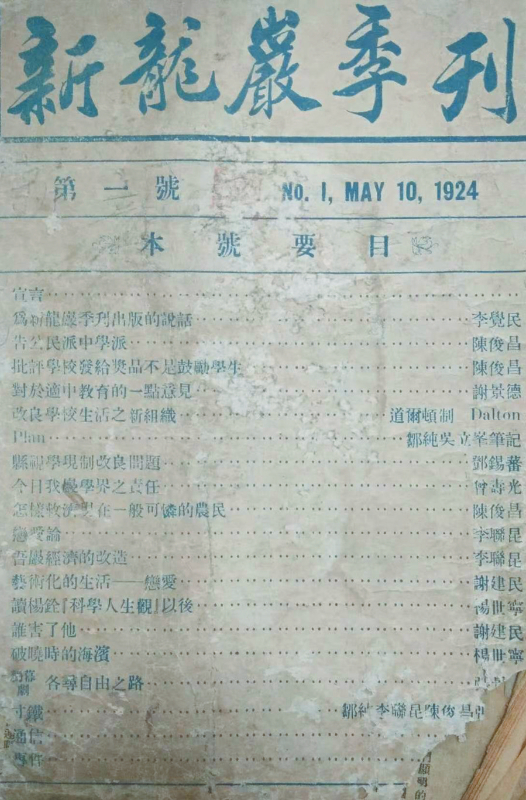 新龍巖季刊
第一號 No. 1, MAY 10, 1924
本號要目
宣言
爲新龍巖季刊出版的說話 李覺民
民派中學派 陳俊昌
批評學校發給奬品不是鼓勵學生 陳俊昌
對於適中教育的一點意見 謝景德
改良學校生活之新組織 道爾頓制 Dalton
Plan 鄒純吳立峯筆記
縣視學現制改良問題 鄧錫蕃
今日我巖學界之責任 曾壽光
怎樣救濟現在一般可憐的農民 陳俊昌
戀愛論 李聯昆
吾巖經濟的改造 李聯昆
藝術化的生活——戀愛 謝建民
讀楊銓『科學人生觀』以後 楊世寧
誰害了他 謝建民
破曉時的海濱 楊世寧
幕劇 各尋自由之路
寸鐵 鄒純李聯昆陳俊昌
通信